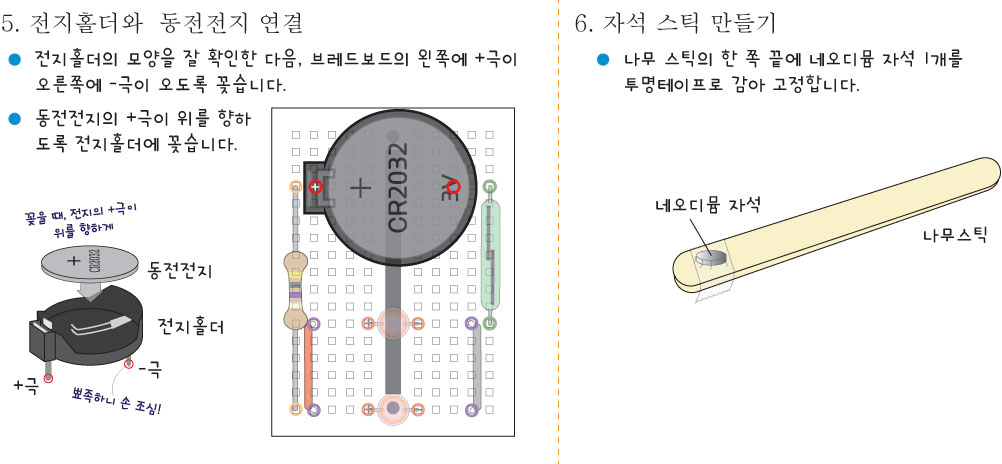 5. 전지홀더와 동전전지 연결
전지홀더의 모양을 잘 확인한 다음, 브레드보드의 왼쪽에 +극이
오른쪽에 -극이 오도록 꽂습니다.
동전전지의 +극이 위를 향하
도록 전지홀더에 꽂습니다.
+
CR2032
꽂을 때, 전지의 +극이
위를 향하게
+
CR2032
동전전지
전지홀더
-극
+극
뾰족하니 손 조심!
6. 자석 스틱 만들기
나무 스틱의 한 쪽 끝에 네오디뮴 자석 1개를
투명테이프로 감아 고정합니다.
네오디뮴 자석
나무스틱